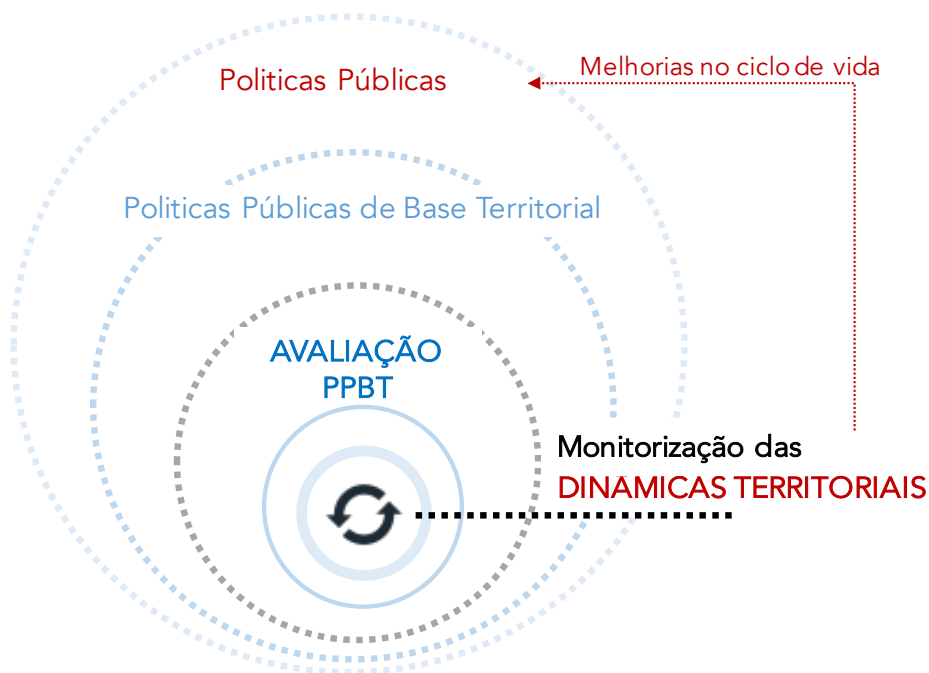 Politicas Públicas
Melhorias no ciclo de vida
Politicas Públicas de Base Territorial
AVALIAÇÃO
PPBT
Monitorização das
DINAMICAS TERRITORIAIS